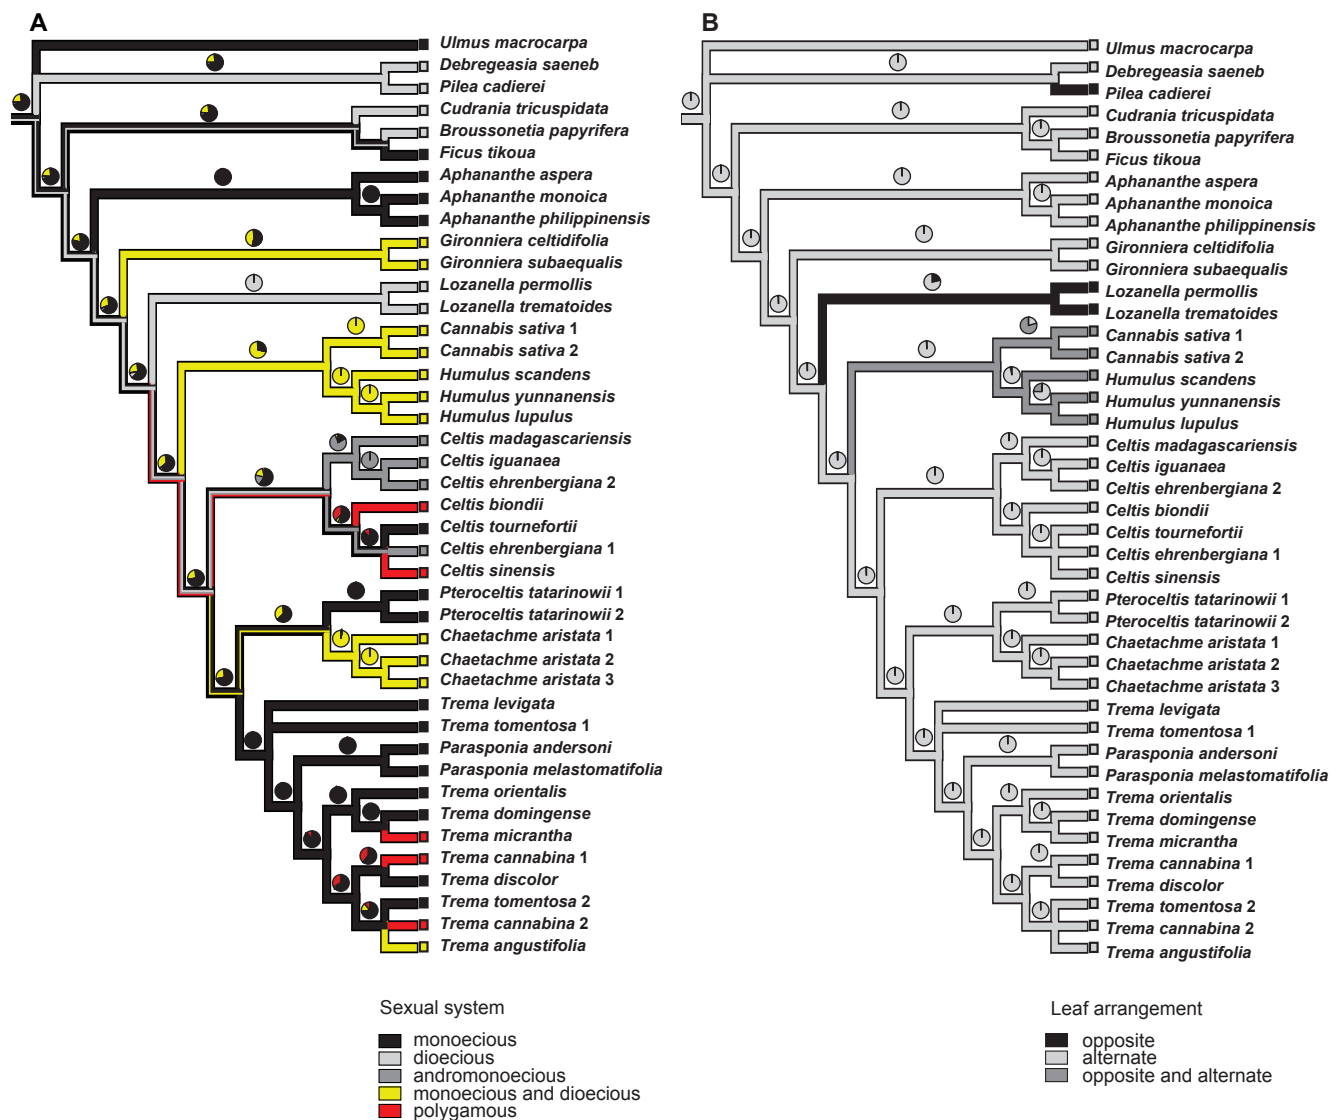 A
Ulmus macrocarpa
Debregeasia saeneb
Pilea cadierei
Cudrania tricuspidata
Broussonetia papyrifera
Ficus tikoua
Aphananthe aspera
Aphananthe monoica
Aphananthe philippinensis
Gironniera celtidifolia
Gironniera subaequalis
Lozanella permollis
Lozanella trematoides
Cannabis sativa 1
Cannabis sativa 2
Humulus scandens
Humulus yunnanensis
Humulus lupulus
Celtis madagascariensis
Celtis iguanaea
Celtis ehrenbergiana 2
Celtis biondii
Celtis tournefortii
Celtis ehrenbergiana 1
Celtis sinensis
Pteroceltis tatarinowii 1
Pteroceltis tatarinowii 2
Chaetachme aristata 1
Chaetachme aristata 2
Chaetachme aristata 3
Trema levigata
Trema tomentosa 1
Parasponia andersoni
Parasponia melastomatifolia
Trema orientalis
Trema domingense
Trema micrantha
Trema cannabina 1
Trema discolor
Trema tomentosa 2
Trema cannabina 2
Trema angustifolia
Sexual system
monoecious
dioecious
andromonoecious
monoecious and dioecious
polygamous
B
Ulmus macrocarpa
Debregeasia saeneb
Pilea cadierei
Cudrania tricuspidata
Broussonetia papyrifera
Ficus tikoua
Aphananthe aspera
Aphananthe monoica
Aphananthe philippinensis
Gironniera celtidifolia
Gironniera subaequalis
Lozanella permollis
Lozanella trematoides
Cannabis sativa 1
Cannabis sativa 2
Humulus scandens
Humulus yunnanensis
Humulus lupulus
Celtis madagascariensis
Celtis iguanaea
Celtis ehrenbergiana 2
Celtis biondii
Celtis tournefortii
Celtis ehrenbergiana 1
Celtis sinensis
Pteroceltis tatarinowii 1
Pteroceltis tatarinowii 2
Chaetachme aristata 1
Chaetachme aristata 2
Chaetachme aristata 3
Trema levigata
Trema tomentosa 1
Parasponia andersoni
Parasponia melastomatifolia
Trema orientalis
Trema domingense
Trema micrantha
Trema cannabina 1
Trema discolor
Trema tomentosa 2
Trema cannabina 2
Trema angustifolia
Leaf arrangement
opposite
alternate
opposite and alternate